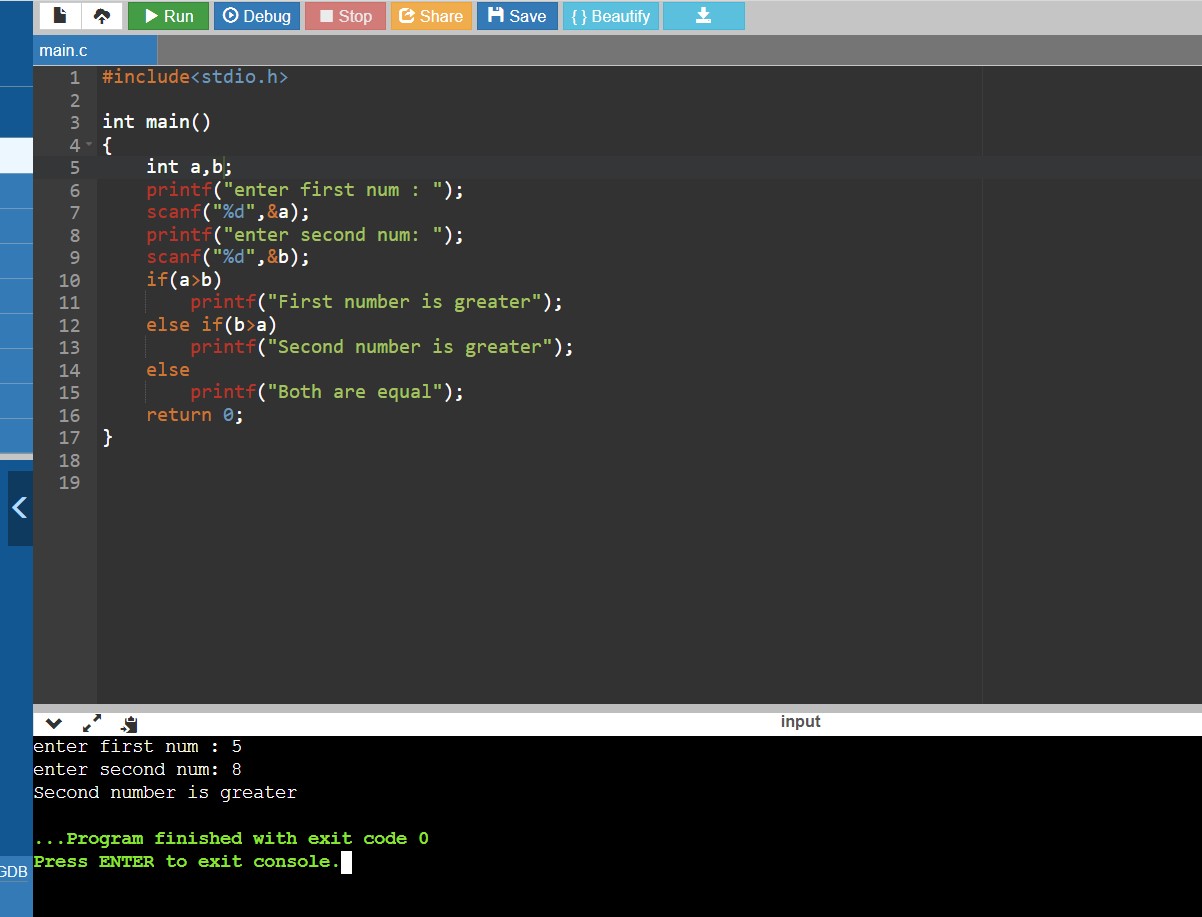 Run Debug Stop Share Save { } Beautify
main.c
1 #include<stdio.h>
2
3 int main()
4 {
5     int a,b;
6     printf("enter first num : ");
7     scanf("%d",&a);
8     printf("enter second num: ");
9     scanf("%d",&b);
10     if(a>b)
11         printf("First number is greater");
12     else if(b>a)
13         printf("Second number is greater");
14     else
15         printf("Both are equal");
16     return 0;
17 }
18
19
input
enter first num : 5
enter second num: 8
Second number is greater
...Program finished with exit code 0
Press ENTER to exit console.
GDB